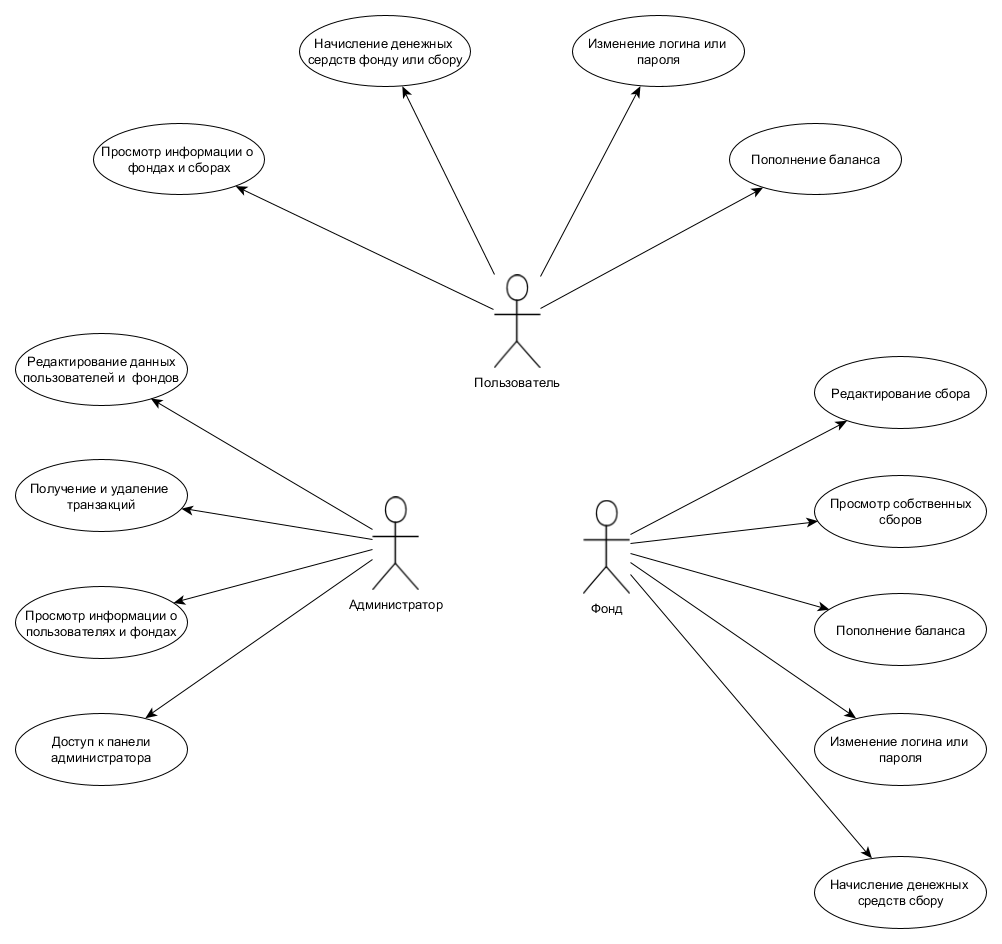 Начисление денежных
сердств фонду или сбору
Изменение логина или
пароля
Просмотр информации о
фондах и сборах
Пополнение баланса
Пользователь
Редактирование данных
пользователей и фондов
Получение и удаление
транзакций
Просмотр информации о
пользователях и фондах
Доступ к панели
администратора
Администратор
Фонд
Редактирование сбора
Просмотр собственных
сборов
Пополнение баланса
Изменение логина или
пароля
Начисление денежных
средств сбору